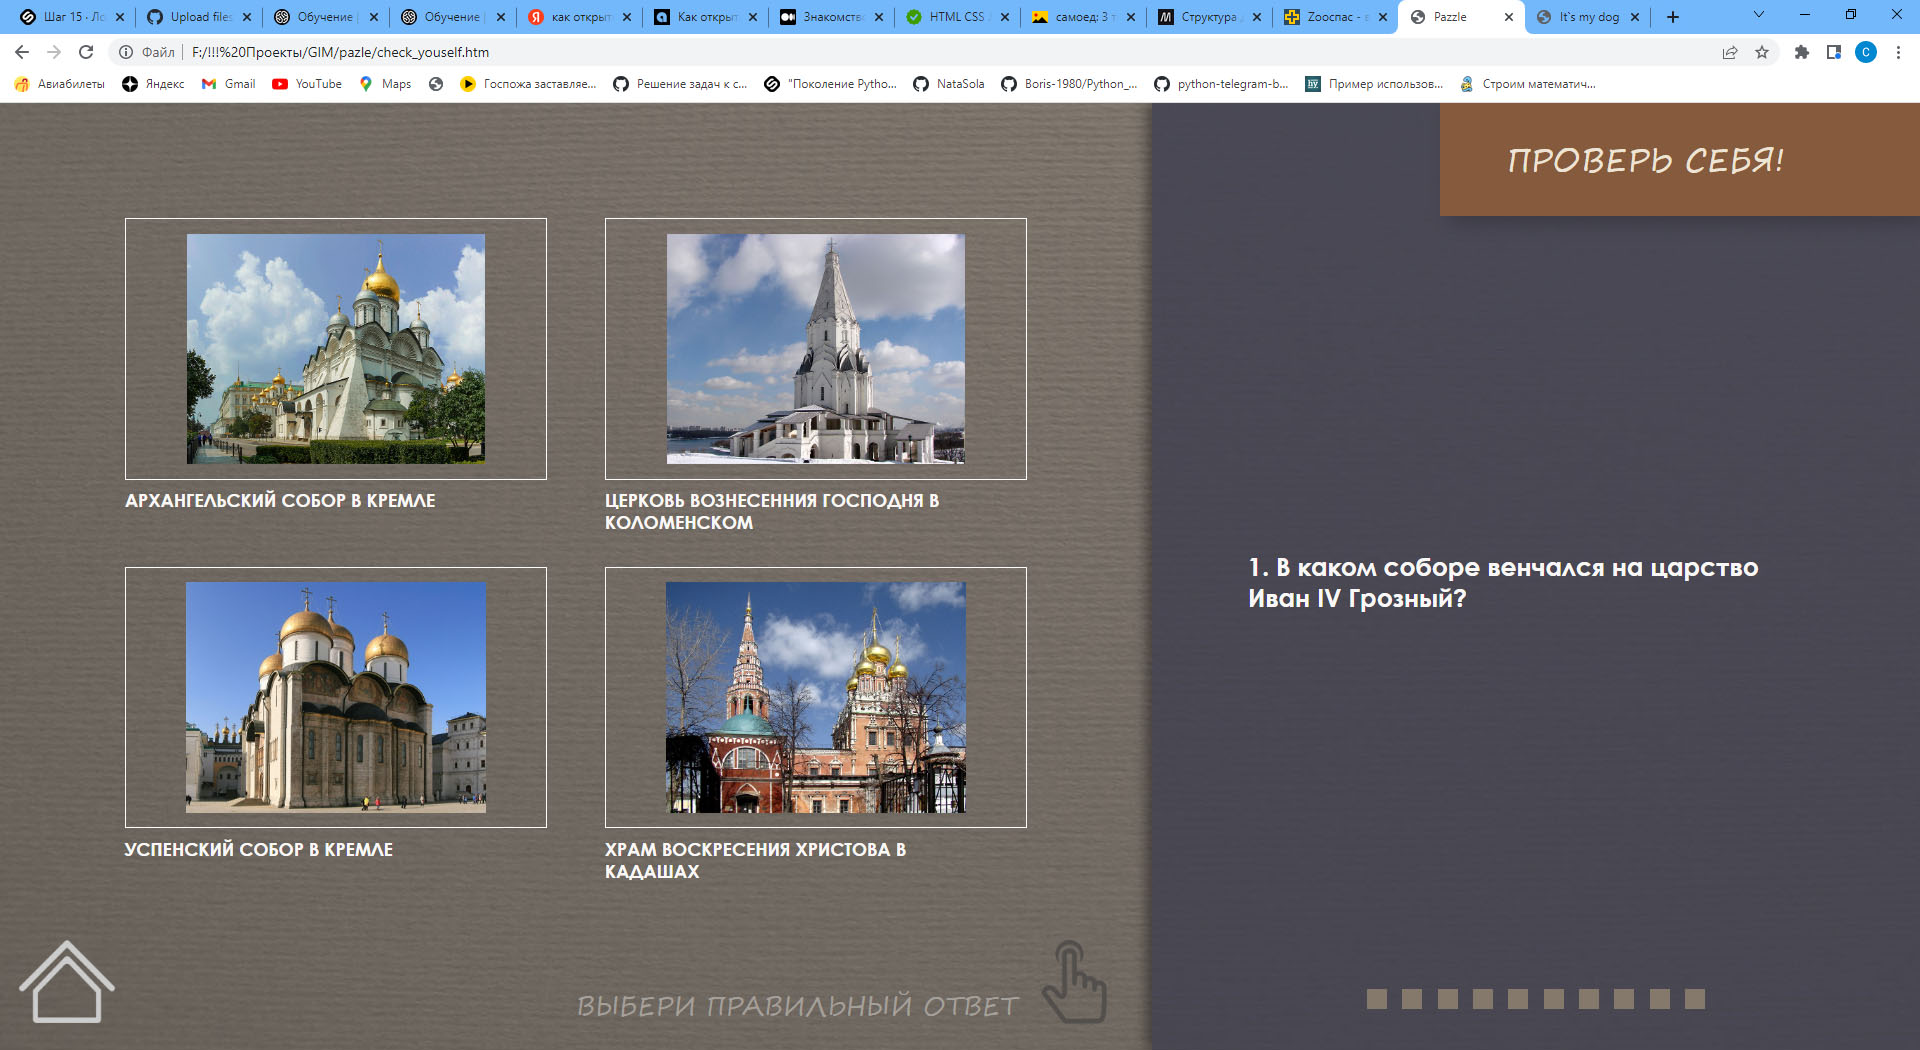 Шаг 15 · Ло
Upload files
Обучение
Обучение
как открыт
Как открыт
Знакомств
HTML CSS
самоед: 3 т
Структура
Zooспас - в
Pazzle
It`s my dog
Файл
F:/!!!%20Проекты/GIM/pazle/check_youself.htm
С
Авиабилеты
Яндекс
Gmail
YouTube
Maps
Госпожа заставляе...
Решение задач к с...
"Поколение Pytho...
NataSola
Boris-1980/Python_...
python-telegram-b...
Пример использов...
Строим математич...
ПРОВЕРЬ СЕБЯ!
АРХАНГЕЛЬСКИЙ СОБОР В КРЕМЛЕ
ЦЕРКОВЬ ВОЗНЕСЕННИЯ ГОСПОДНЯ В
КОЛОМЕНСКОМ
1. В каком соборе венчался на царство
Иван IV Грозный?
УСПЕНСКИЙ СОБОР В КРЕМЛЕ
ХРАМ ВОСКРЕСЕНИЯ ХРИСТОВА В
КАДАШАХ
ВЫБЕРИ ПРАВИЛЬНЫЙ ОТВЕТ